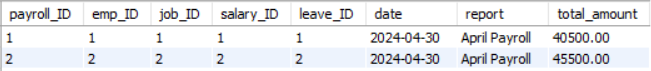 payroll_ID emp_ID job_ID salary_ID leave_ID date report total_amount
1 1 1 1 1 2024-04-30 April Payroll 40500.00
2 2 2 2 2 2024-04-30 April Payroll 45500.00